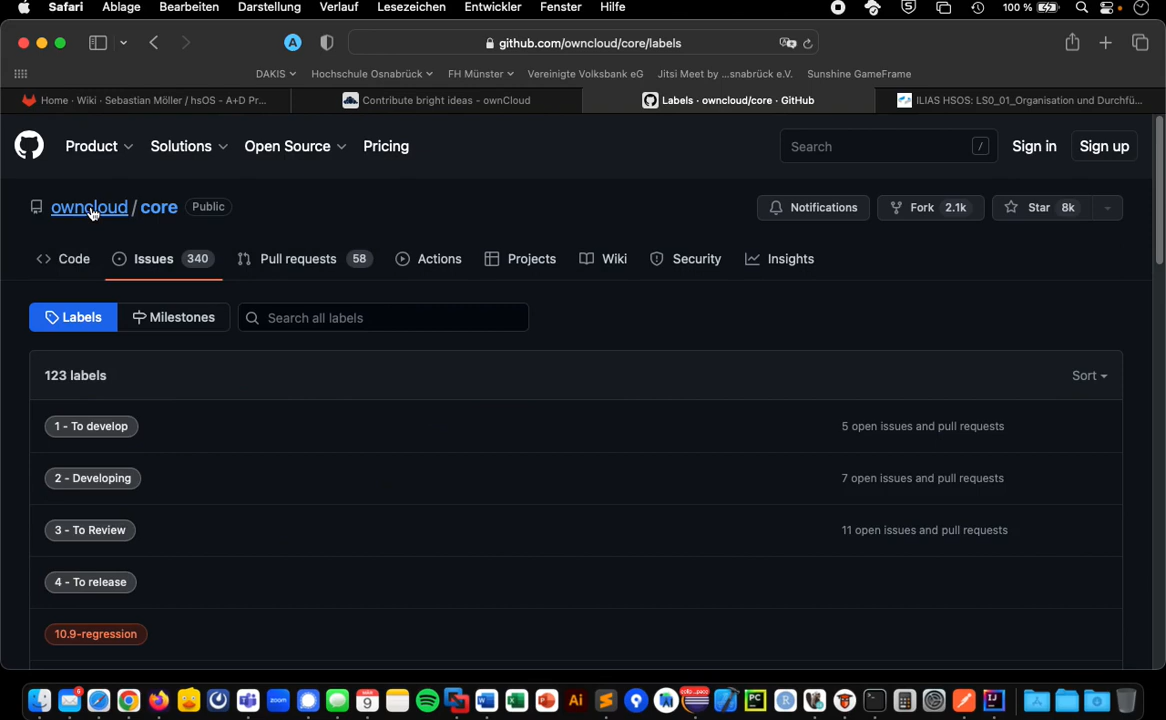 Safari Ablage Bearbeiten Darstellung Verlauf Lesezeichen Entwickler Fenster Hilfe 100 %
github.com/owncloud/core/labels
DAKIS Hochschule Osnabrück FH Münster Vereinigte Volksbank eG Jitsi Meet by ...snabrück e.V. Sunshine GameFrame
Home · Wiki · Sebastian Möller / hsOS - A+D Pr... Contribute bright ideas - ownCloud Labels · owncloud/core · GitHub ILIAS HSOS: LS0_01_Organisation und Durchfü...
Product Solutions Open Source Pricing Search / Sign in Sign up
owncloud / core Public Notifications Fork 2.1k Star 8k
Code Issues 340 Pull requests 58 Actions Projects Wiki Security Insights
Labels Milestones Search all labels
123 labels Sort
1 - To develop 5 open issues and pull requests
2 - Developing 7 open issues and pull requests
3 - To Review 11 open issues and pull requests
4 - To release
10.9-regression